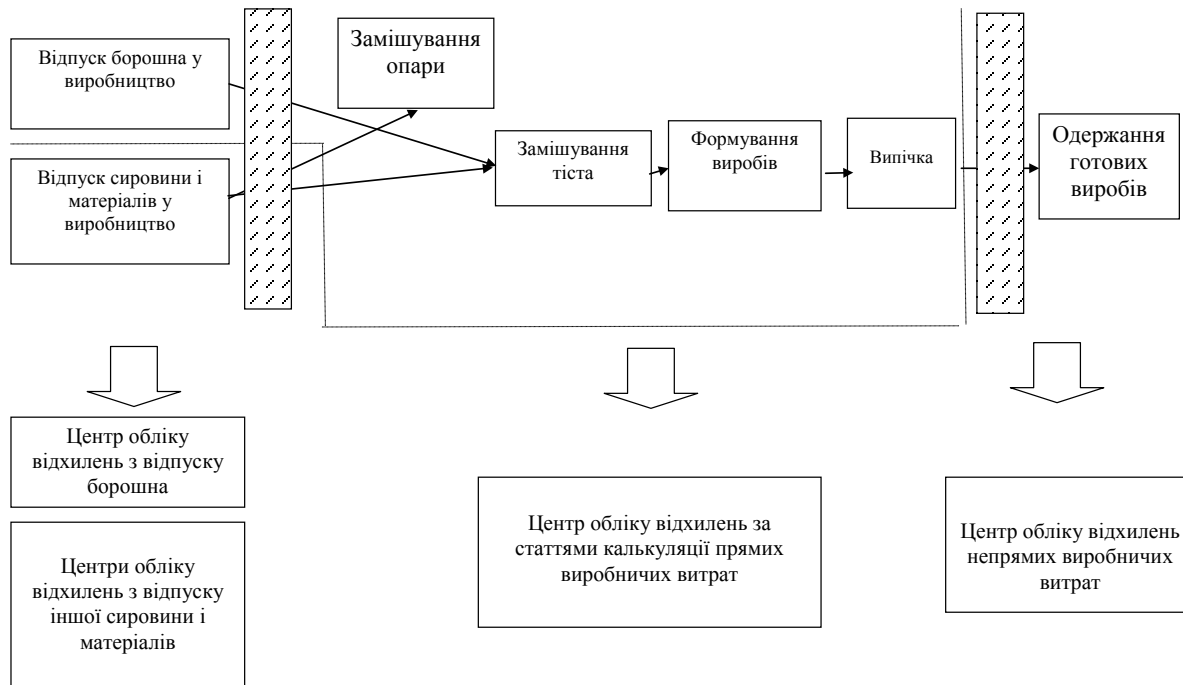 Відпуск борошна у
виробництво
Замішування
опари
Відпуск сировини і
матеріалів у
виробництво
Замішування
тіста
Формування
виробів
Випічка
Одержання
готових
виробів
Центр обліку
відхилень з відпуску
борошна
Центри обліку
відхилень з відпуску
іншої сировини і
матеріалів
Центр обліку відхилень за
статтями калькуляції прямих
виробничих витрат
Центр обліку відхилень
непрямих виробничих
витрат